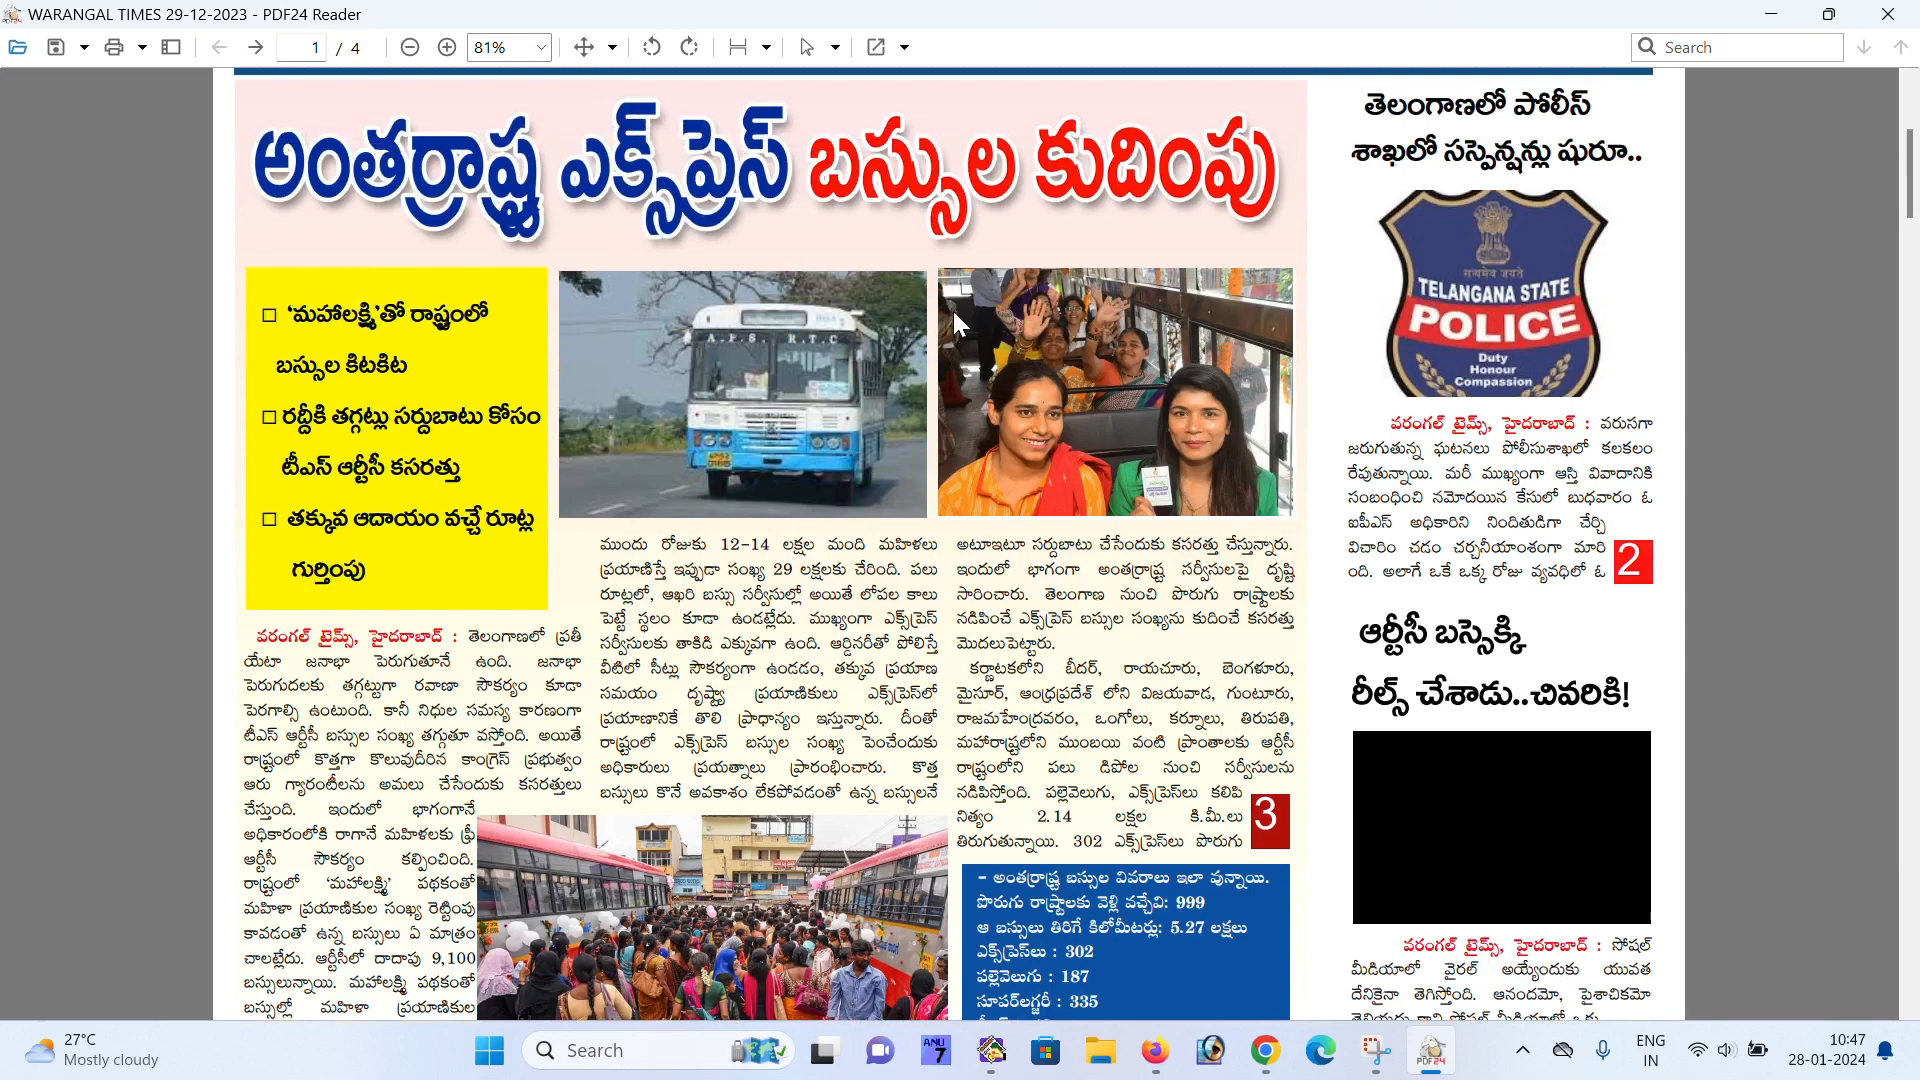 WARANGAL TIMES 29-12-2023 - PDF24 Reader
1 / 4
81%
Search
అంతర్రాష్ట్ర ఎక్స్‌ప్రెస్ బస్సుల కుదింపు
□ ‘మహాలక్ష్మి’తో రాష్ట్రంలో
బస్సుల కిటకిట
□ రద్దీకి తగ్గట్లు సర్దుబాటు కోసం
టీఎస్ ఆర్టీసీ కసరత్తు
□ తక్కువ ఆదాయం వచ్చే రూట్ల
గుర్తింపు
వరంగల్ టైమ్స్, హైదరాబాద్ : తెలంగాణలో ప్రతీ
యేటా జనాభా పెరుగుతూనే ఉంది. జనాభా
పెరుగుదలకు తగ్గట్టుగా రవాణా సౌకర్యం కూడా
పెరగాల్సి ఉంటుంది. కానీ నిధుల సమస్య కారణంగా
టీఎస్ ఆర్టీసీ బస్సుల సంఖ్య తగ్గుతూ వస్తోంది. అయితే
రాష్ట్రంలో కొత్తగా కొలువుదీరిన కాంగ్రెస్ ప్రభుత్వం
ఆరు గ్యారంటీలను అమలు చేసేందుకు కసరత్తులు
చేస్తుంది. ఇందులో భాగంగానే
అధికారంలోకి రాగానే మహిళలకు ఫ్రీ
ఆర్టీసీ సౌకర్యం కల్పించింది.
రాష్ట్రంలో ‘మహాలక్ష్మి’ పథకంతో
మహిళా ప్రయాణికుల సంఖ్య రెట్టింపు
కావడంతో ఉన్న బస్సులు ఏ మాత్రం
చాలట్లేదు. ఆర్టీసీలో దాదాపు 9,100
బస్సులున్నాయి. మహాలక్ష్మి పథకంతో
బస్సుల్లో మహిళా ప్రయాణికుల
A.P.S.R.T.C
ముందు రోజుకు 12-14 లక్షల మంది మహిళలు
ప్రయాణిస్తే ఇప్పుడా సంఖ్య 29 లక్షలకు చేరింది. పలు
రూట్లలో, ఆఖరి బస్సు సర్వీసుల్లో అయితే లోపల కాలు
పెట్టే స్థలం కూడా ఉండట్లేదు. ముఖ్యంగా ఎక్స్‌ప్రెస్
సర్వీసులకు తాకిడి ఎక్కువగా ఉంది. ఆర్డినరీతో పోలిస్తే
వీటిలో సీట్లు సౌకర్యంగా ఉండడం, తక్కువ ప్రయాణ
సమయం దృష్ట్యా ప్రయాణికులు ఎక్స్‌ప్రెస్‌లో
ప్రయాణానికే తొలి ప్రాధాన్యం ఇస్తున్నారు. దీంతో
రాష్ట్రంలో ఎక్స్‌ప్రెస్ బస్సుల సంఖ్య పెంచేందుకు
అధికారులు ప్రయత్నాలు ప్రారంభించారు. కొత్త
బస్సులు కొనే అవకాశం లేకపోవడంతో ఉన్న బస్సులనే
అటూఇటూ సర్దుబాటు చేసేందుకు కసరత్తు చేస్తున్నారు.
ఇందులో భాగంగా అంతర్రాష్ట్ర సర్వీసులపై దృష్టి
సారించారు. తెలంగాణ నుంచి పొరుగు రాష్ట్రాలకు
నడిపించే ఎక్స్‌ప్రెస్ బస్సుల సంఖ్యను కుదించే కసరత్తు
మొదలుపెట్టారు.
కర్ణాటకలోని బీదర్, రాయచూరు, బెంగళూరు,
మైసూర్, ఆంధ్రప్రదేశ్ లోని విజయవాడ, గుంటూరు,
రాజమహేంద్రవరం, ఒంగోలు, కర్నూలు, తిరుపతి,
మహారాష్ట్రలోని ముంబయి వంటి ప్రాంతాలకు ఆర్టీసీ
రాష్ట్రంలోని పలు డిపోల నుంచి సర్వీసులను
నడిపిస్తోంది. పల్లెవెలుగు, ఎక్స్‌ప్రెస్‌లు కలిపి
నిత్యం 2.14 లక్షల కి.మీ.లు
తిరుగుతున్నాయి. 302 ఎక్స్‌ప్రెస్‌లు పొరుగు
3
- అంతర్రాష్ట్ర బస్సుల వివరాలు ఇలా వున్నాయి.
పొరుగు రాష్ట్రాలకు వెళ్లి వచ్చేవి: 999
ఆ బస్సులు తిరిగే కిలోమీటర్లు: 5.27 లక్షలు
ఎక్స్‌ప్రెస్‌లు : 302
పల్లెవెలుగు : 187
సూపర్‌లగ్జరీ : 335
తెలంగాణలో పోలీస్
శాఖలో సస్పెన్షన్లు షురూ..
सत्यमेव जयते
TELANGANA STATE
POLICE
Duty
Honour
Compassion
వరంగల్ టైమ్స్, హైదరాబాద్ : వరుసగా
జరుగుతున్న ఘటనలు పోలీసుశాఖలో కలకలం
రేపుతున్నాయి. మరీ ముఖ్యంగా ఆస్తి వివాదానికి
సంబంధించి నమోదయిన కేసులో బుధవారం ఓ
ఐపీఎస్ అధికారిని నిందితుడిగా చేర్చి
విచారిం చడం చర్చనీయాంశంగా మారి
ంది. అలాగే ఒకే ఒక్క రోజు వ్యవధిలో ఓ
2
ఆర్టీసీ బస్సెక్కి
రీల్స్ చేశాడు..చివరికి!
వరంగల్ టైమ్స్, హైదరాబాద్ : సోషల్
మీడియాలో వైరల్ అయ్యేందుకు యువత
దేనికైనా తెగిస్తోంది. ఆనందమో, పైశాచికమో
27°C
Mostly cloudy
Search
ANU
7
PDF24
ENG
IN
10:47
28-01-2024